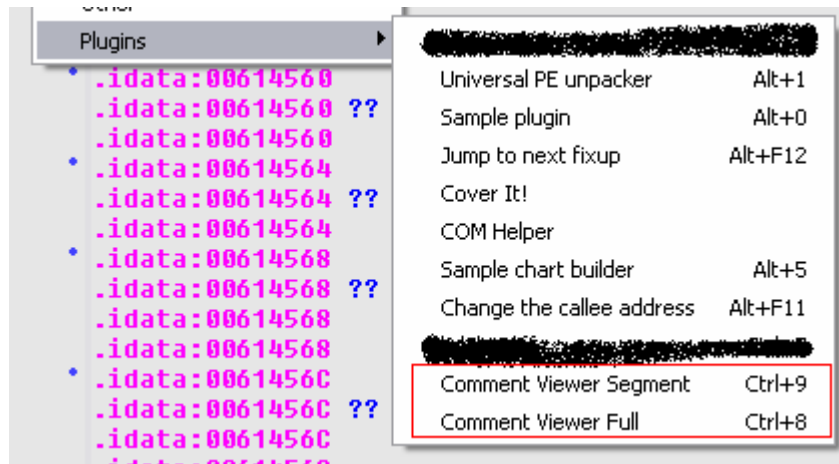 Other
Plugins
.idata:00614560
.idata:00614560 ??
.idata:00614560
.idata:00614564
.idata:00614564 ??
.idata:00614564
.idata:00614568
.idata:00614568 ??
.idata:00614568
.idata:00614568
.idata:0061456C
.idata:0061456C ??
.idata:0061456C
Universal PE unpacker Alt+1
Sample plugin Alt+0
Jump to next fixup Alt+F12
Cover It!
COM Helper
Sample chart builder Alt+5
Change the callee address Alt+F11
Comment Viewer Segment Ctrl+9
Comment Viewer Full Ctrl+8